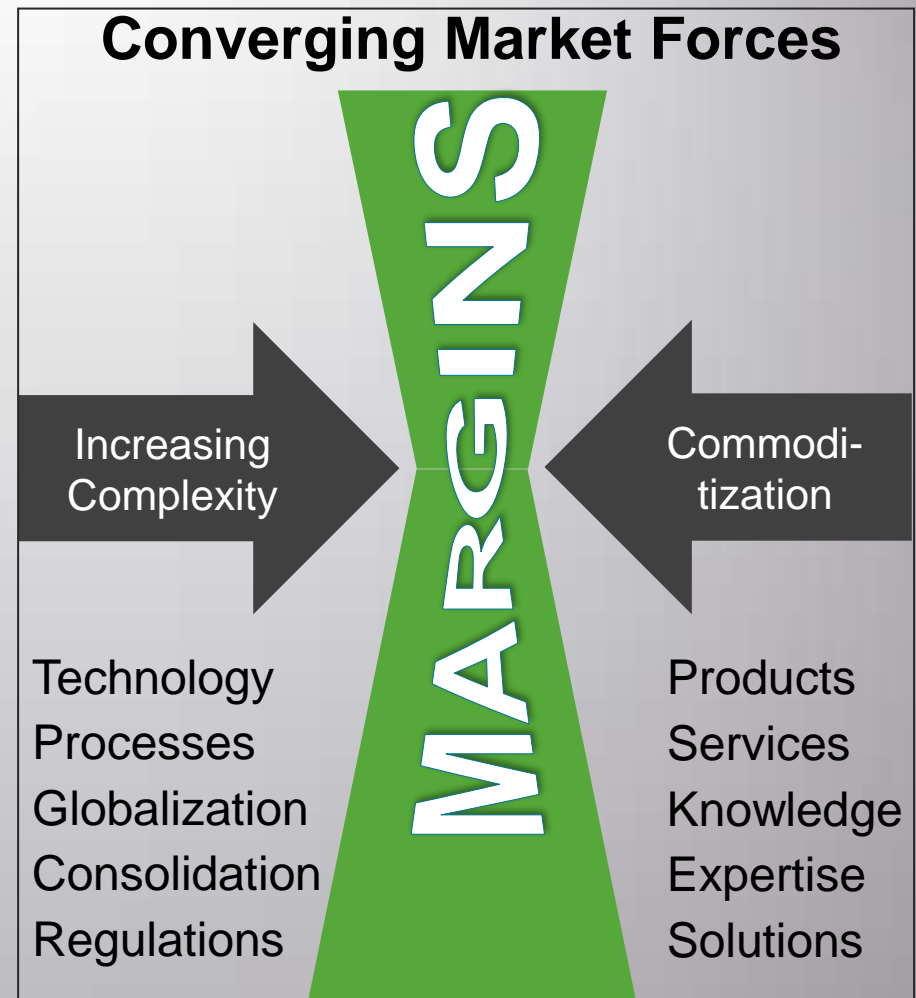 Converging Market Forces
MARGINS
Increasing
Complexity
Commodi-
tization
Technology
Processes
Globalization
Consolidation
Regulations
Products
Services
Knowledge
Expertise
Solutions